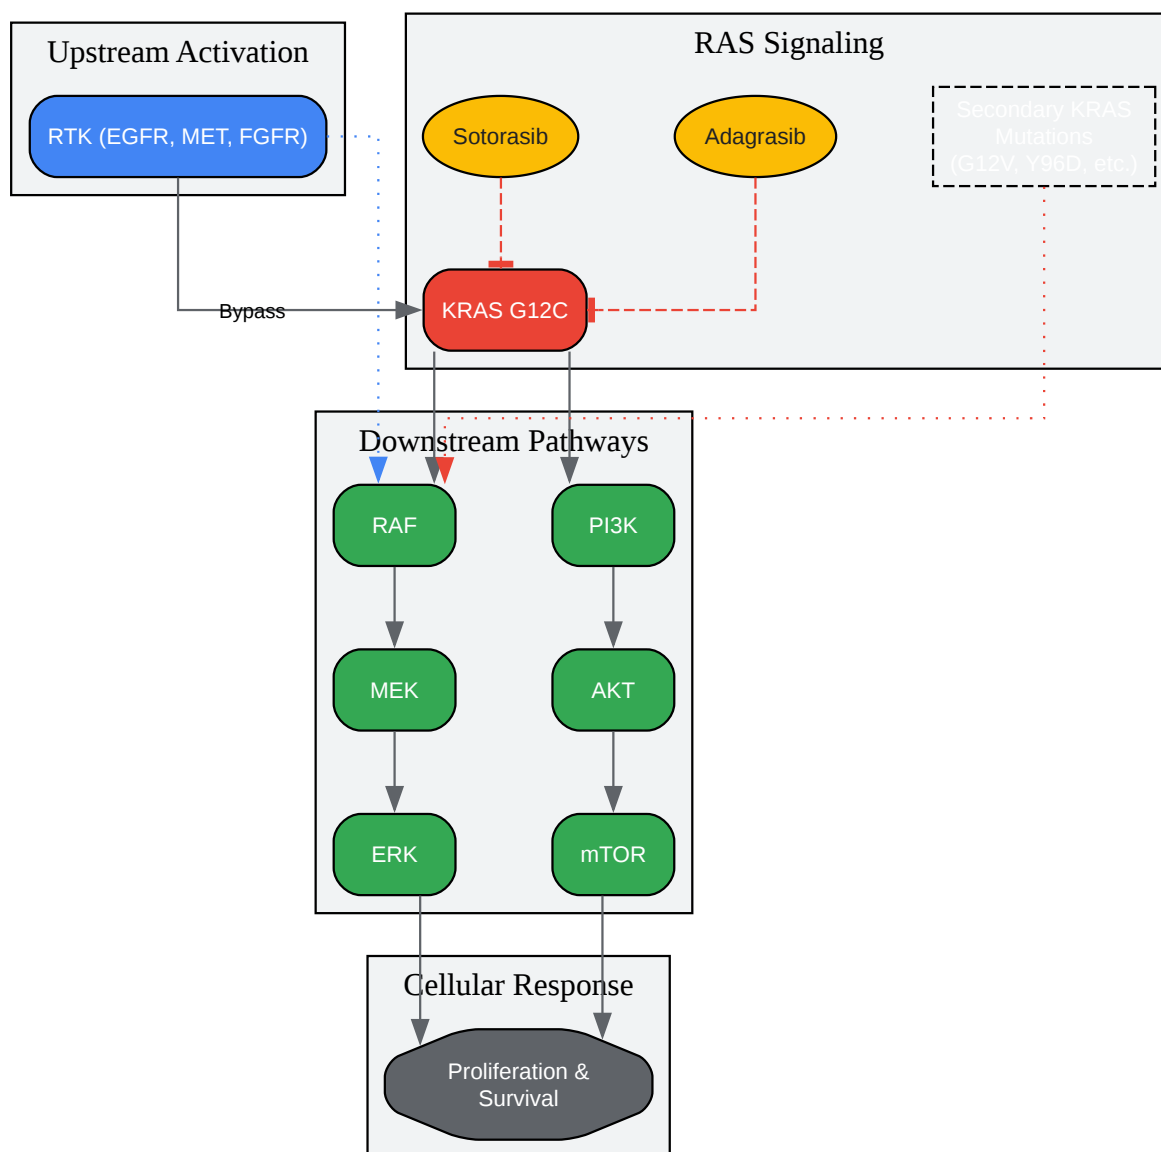 Upstream Activation
RAS Signaling
RTK (EGFR, MET, FGFR)
Sotorasib
Adagrasib
Secondary KRAS
Mutations
(G12V, Y96D, etc.)
Bypass
KRAS G12C
Downstream Pathways
RAF
PI3K
MEK
AKT
ERK
mTOR
Cellular Response
Proliferation &
Survival